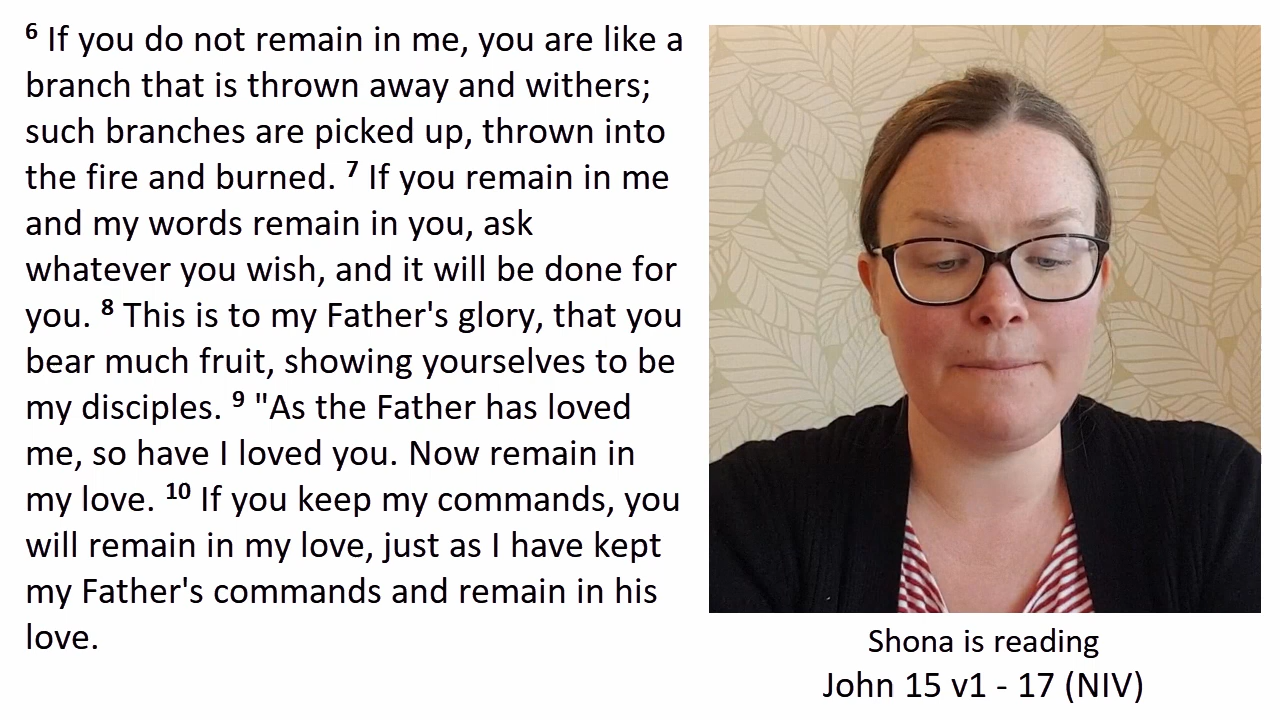 ⁶ If you do not remain in me, you are like a
branch that is thrown away and withers;
such branches are picked up, thrown into
the fire and burned. ⁷ If you remain in me
and my words remain in you, ask
whatever you wish, and it will be done for
you. ⁸ This is to my Father's glory, that you
bear much fruit, showing yourselves to be
my disciples. ⁹ "As the Father has loved
me, so have I loved you. Now remain in
my love. ¹⁰ If you keep my commands, you
will remain in my love, just as I have kept
my Father's commands and remain in his
love.
Shona is reading
John 15 v1 - 17 (NIV)